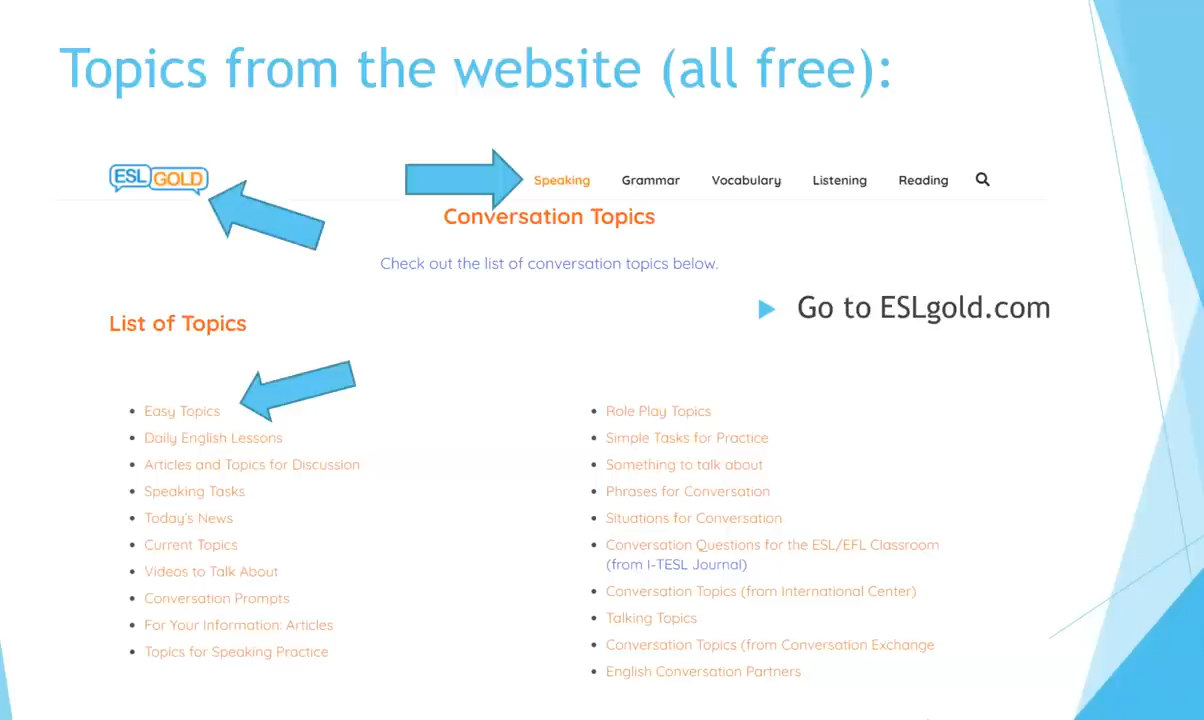 Topics from the website (all free):
ESL GOLD
Speaking Grammar Vocabulary Listening Reading
Conversation Topics
Check out the list of conversation topics below.
Go to ESLgold.com
List of Topics
Easy Topics
Daily English Lessons
Articles and Topics for Discussion
Speaking Tasks
Today's News
Current Topics
Videos to Talk About
Conversation Prompts
For Your Information: Articles
Topics for Speaking Practice
Role Play Topics
Simple Tasks for Practice
Something to talk about
Phrases for Conversation
Situations for Conversation
Conversation Questions for the ESL/EFL Classroom
(from I-TESL Journal)
Conversation Topics (from International Center)
Talking Topics
Conversation Topics (from Conversation Exchange
English Conversation Partners